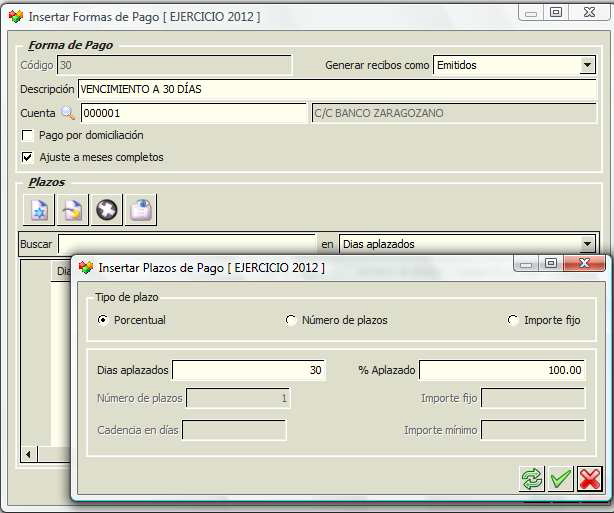 Insertar Formas de Pago [ EJERCICIO 2012 ]
Forma de Pago
Código 30 Generar recibos como Emitidos
Descripción VENCIMIENTO A 30 DÍAS
Cuenta 000001 C/C BANCO ZARAGOZANO
Pago por domiciliación
Ajuste a meses completos
Plazos
Buscar en Dias aplazados
Dia
Insertar Plazos de Pago [ EJERCICIO 2012 ]
Tipo de plazo
Porcentual Número de plazos Importe fijo
Dias aplazados 30 % Aplazado 100.00
Número de plazos 1 Importe fijo
Cadencia en días Importe mínimo